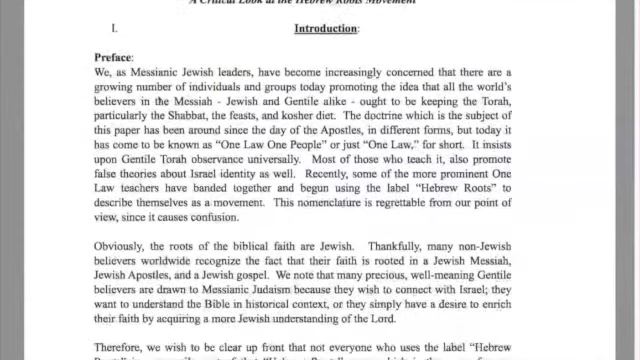 A Critical Look at the Hebrew Roots Movement
I. Introduction:
Preface:
We, as Messianic Jewish leaders, have become increasingly concerned that there are a
growing number of individuals and groups today promoting the idea that all the world's
believers in the Messiah - Jewish and Gentile alike - ought to be keeping the Torah,
particularly the Shabbat, the feasts, and kosher diet. The doctrine which is the subject of
this paper has been around since the day of the Apostles, in different forms, but today it
has come to be known as "One Law One People" or just "One Law," for short. It insists
upon Gentile Torah observance universally. Most of those who teach it, also promote
false theories about Israel identity as well. Recently, some of the more prominent One
Law teachers have banded together and begun using the label "Hebrew Roots" to
describe themselves as a movement. This nomenclature is regrettable from our point of
view, since it causes confusion.
Obviously, the roots of the biblical faith are Jewish. Thankfully, many non-Jewish
believers worldwide recognize the fact that their faith is rooted in a Jewish Messiah,
Jewish Apostles, and a Jewish gospel. We note that many precious, well-meaning Gentile
believers are drawn to Messianic Judaism because they wish to connect with Israel; they
want to understand the Bible in historical context, or they simply have a desire to enrich
their faith by acquiring a more Jewish understanding of the Lord.
Therefore, we wish to be clear up front that not everyone who uses the label "Hebrew